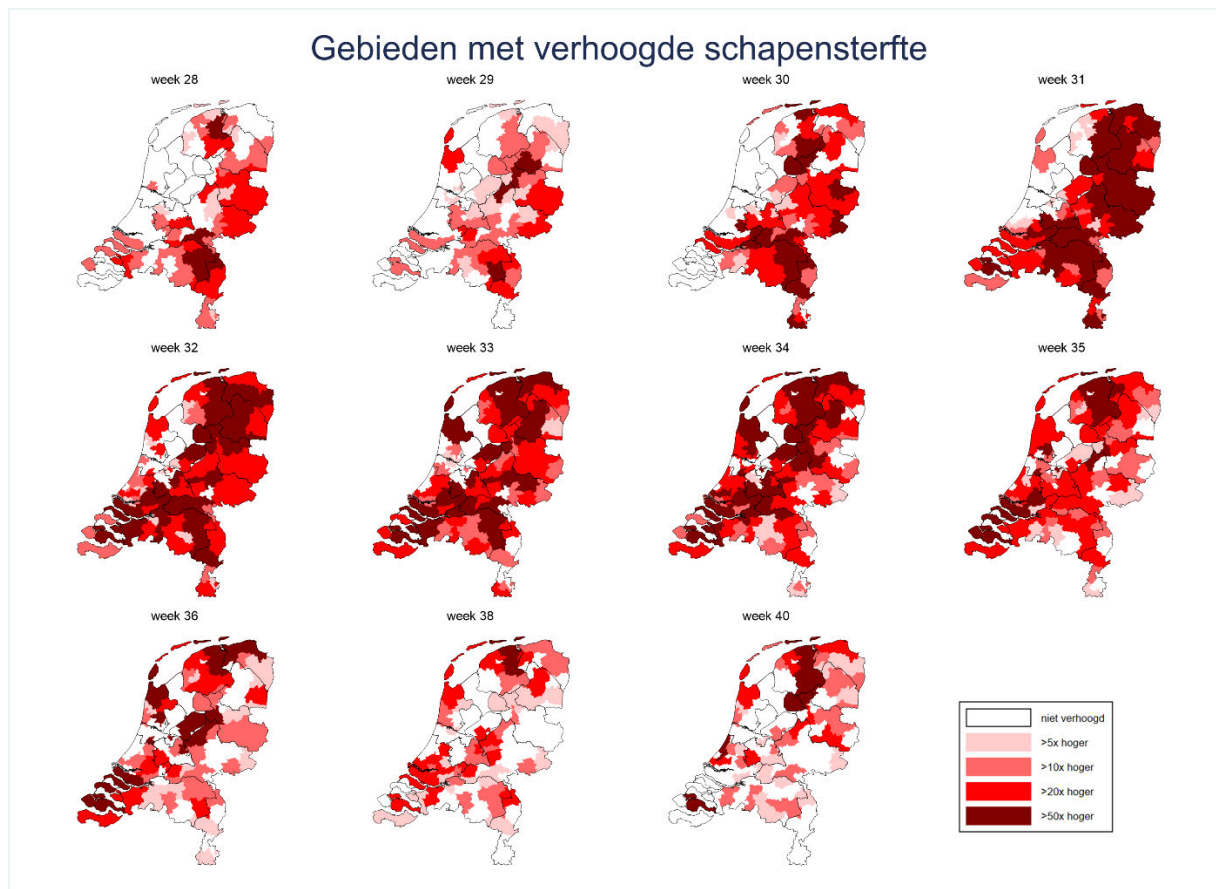 Gebieden met verhoogde schapensterfte
week 28
week 29
week 30
week 31
week 32
week 33
week 34
week 35
week 36
week 38
week 40
niet verhoogd
>5x hoger
>10x hoger
>20x hoger
>50x hoger